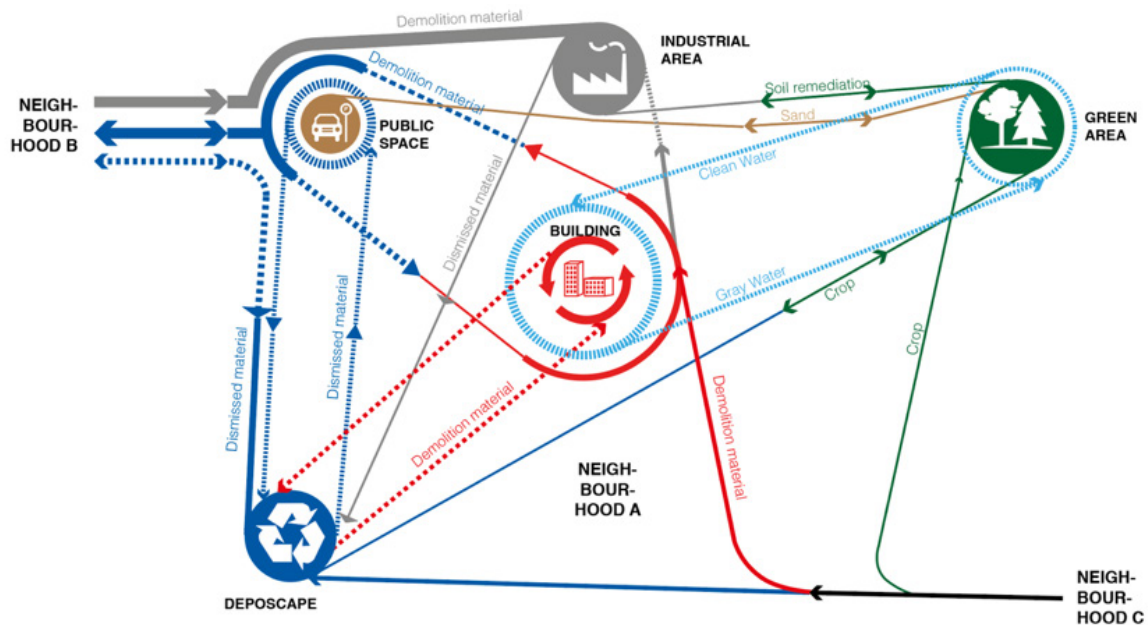 Demolition material
INDUSTRIAL
AREA
Demolition material
NEIGH-
BOUR-
HOOD B
PUBLIC
SPACE
Soil remediation
Sand
GREEN
AREA
Clean Water
Dismissed material
BUILDING
Gray Water
Crop
Crop
Dismissed material
Dismissed material
Demolition material
Demolition material
NEIGH-
BOUR-
HOOD A
DEPOSCAPE
NEIGH-
BOUR-
HOOD C